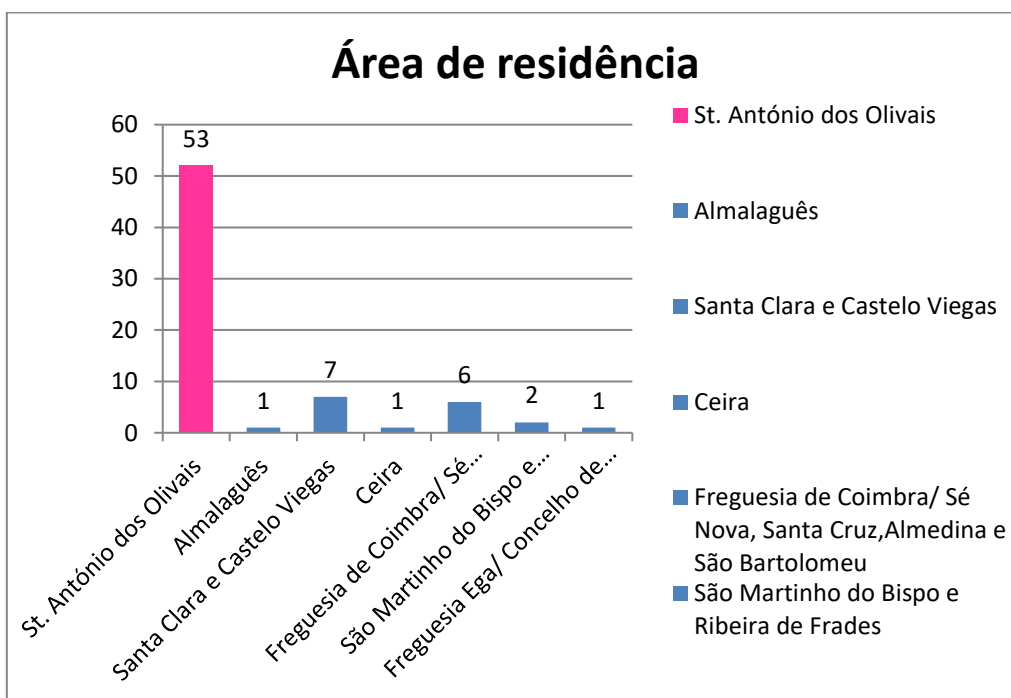 Área de residência
60
50
40
30
20
10
0
53
1
7
1
6
2
1
St. António dos Olivais
Almalaguês
Santa Clara e Castelo Viegas
Ceira
Freguesia de Coimbra/ Sé...
São Martinho do Bispo e...
Freguesia Ega/ Concelho de...
St. António dos Olivais
Almalaguês
Santa Clara e Castelo Viegas
Ceira
Freguesia de Coimbra/ Sé
Nova, Santa Cruz,Almedina e
São Bartolomeu
São Martinho do Bispo e
Ribeira de Frades